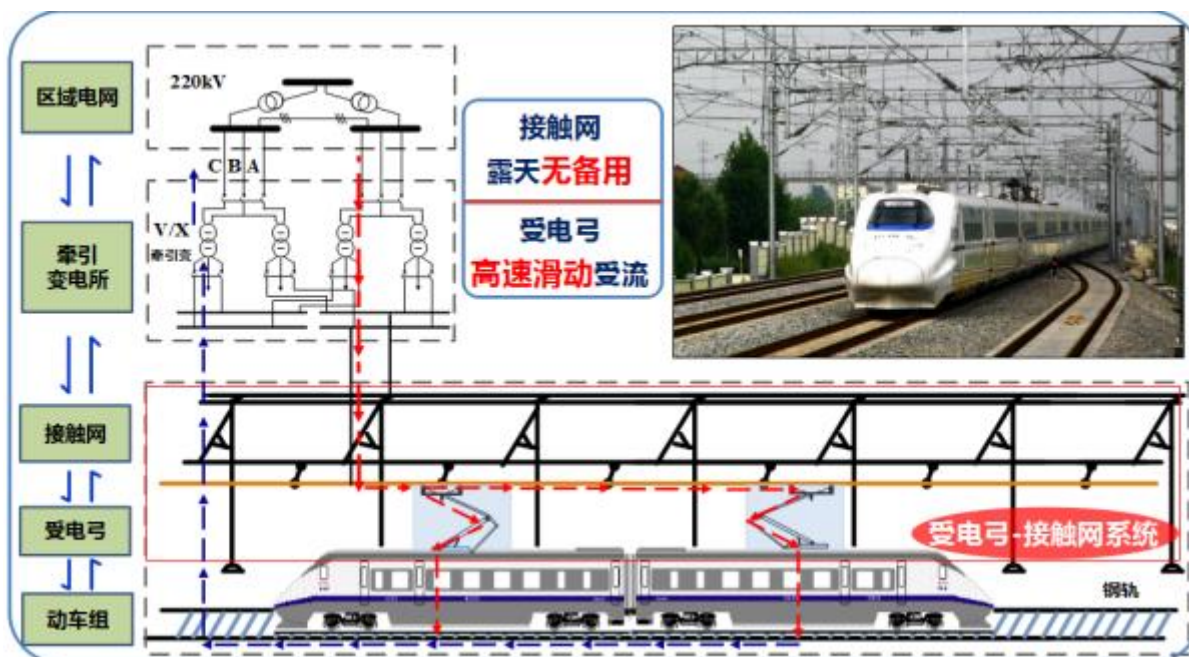 区域电网
牵引
变电所
接触网
受电弓
动车组
220kV
C B A
V/X
牵引变
接触网
露天无备用
受电弓
高速滑动受流
受电弓-接触网系统
钢轨